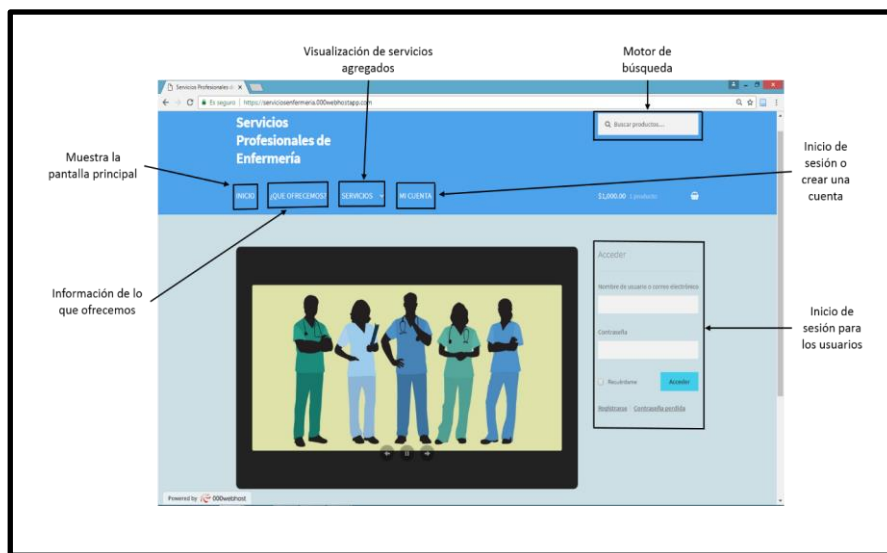 Visualización de servicios
agregados
Motor de
búsqueda
Servicios Profesionales d
Es seguro https://serviciosenfermeria.000webhostapp.com
Servicios
Profesionales de
Enfermería
Buscar productos...
Muestra la
pantalla principal
Inicio de
sesión o
crear una
cuenta
INICIO ¿QUE OFRECEMOS? SERVICIOS MI CUENTA $1,000.00 1 producto
Acceder
Nombre de usuario o correo electrónico
Información de lo
que ofrecemos
Inicio de
sesión para
los usuarios
Contraseña
Recuérdame Acceder
Registrarse Contraseña perdida
Powered by 000webhost